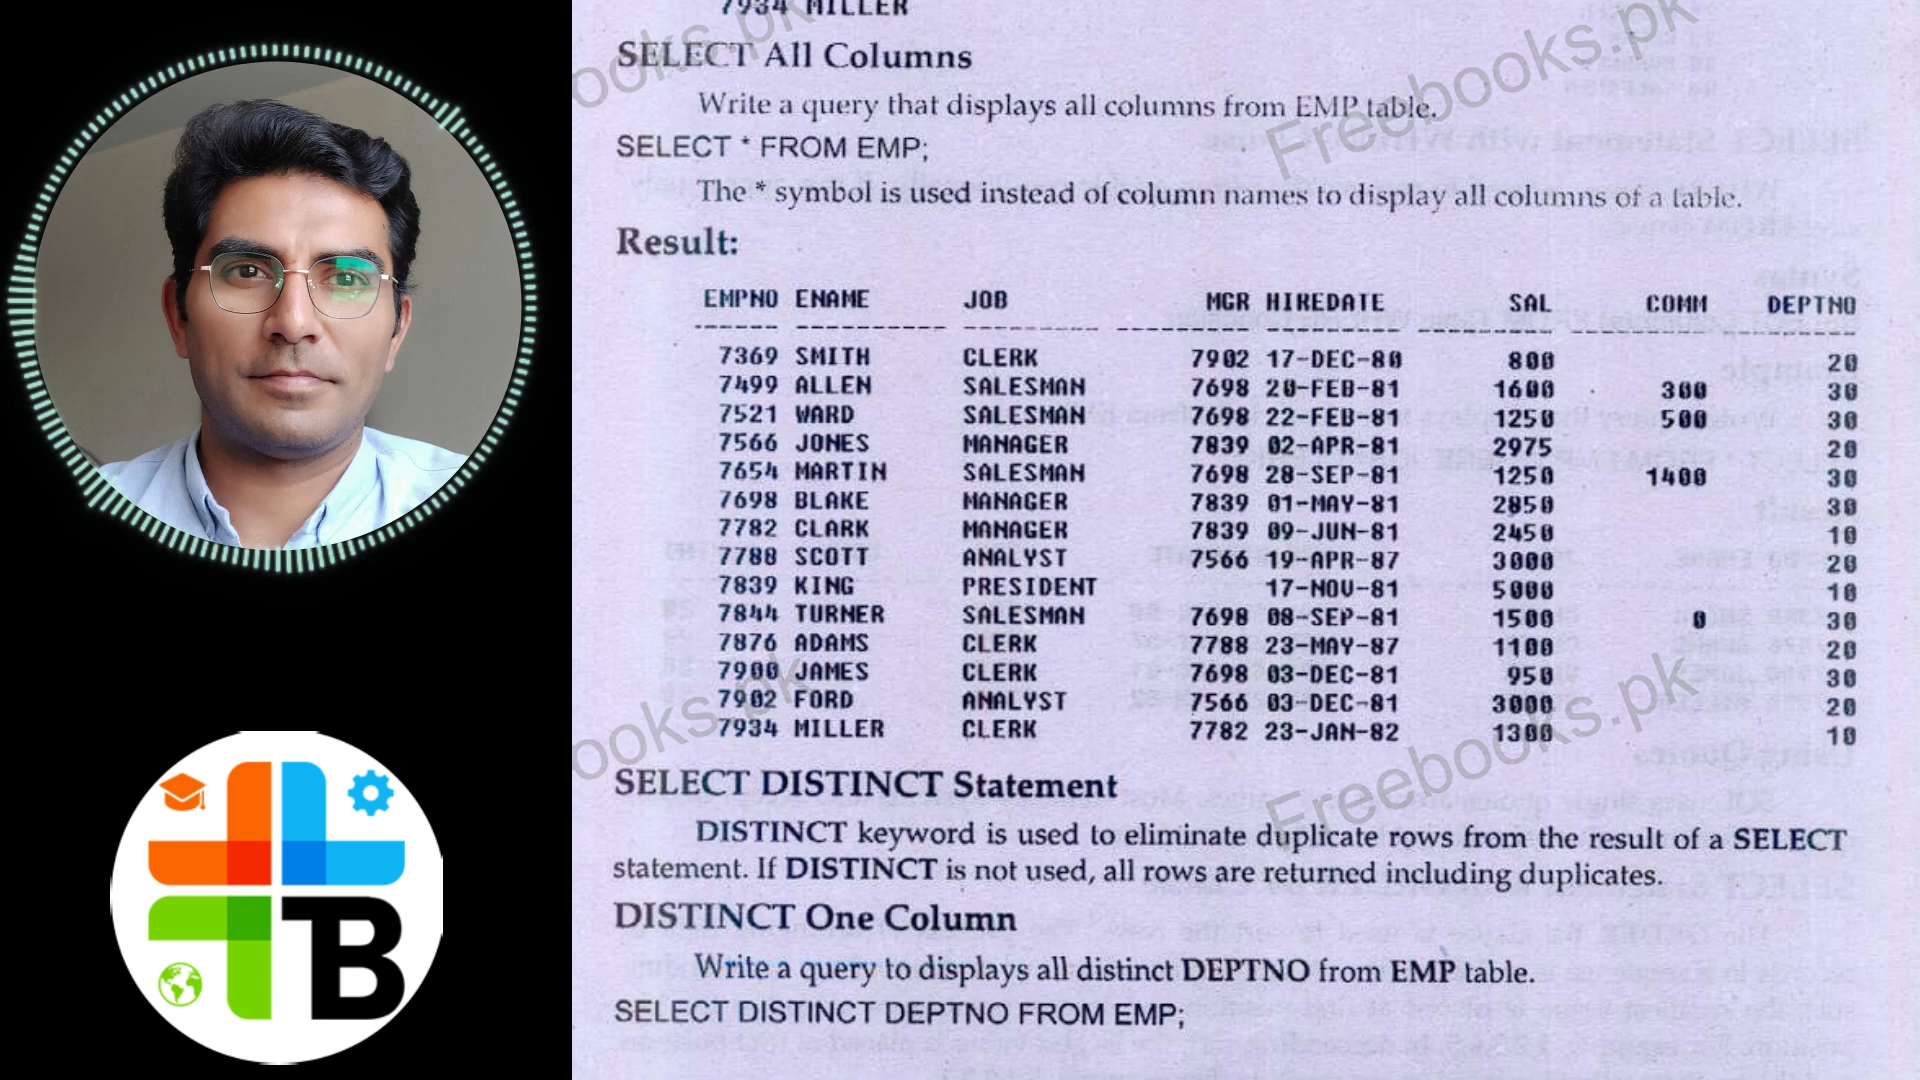 7934 MILLER
SELECT All Columns
Write a query that displays all columns from EMP table.
SELECT * FROM EMP;
The * symbol is used instead of column names to display all columns of a table.
Result:
EMPNO ENAME JOB MGR HIREDATE SAL COMM DEPTNO
7369 SMITH CLERK 7902 17-DEC-80 800 20
7499 ALLEN SALESMAN 7698 20-FEB-81 1600 300 30
7521 WARD SALESMAN 7698 22-FEB-81 1250 500 30
7566 JONES MANAGER 7839 02-APR-81 2975 20
7654 MARTIN SALESMAN 7698 28-SEP-81 1250 1400 30
7698 BLAKE MANAGER 7839 01-MAY-81 2850 30
7782 CLARK MANAGER 7839 09-JUN-81 2450 10
7788 SCOTT ANALYST 7566 19-APR-87 3000 20
7839 KING PRESIDENT 17-NOV-81 5000 10
7844 TURNER SALESMAN 7698 08-SEP-81 1500 0 30
7876 ADAMS CLERK 7788 23-MAY-87 1100 20
7900 JAMES CLERK 7698 03-DEC-81 950 30
7902 FORD ANALYST 7566 03-DEC-81 3000 20
7934 MILLER CLERK 7782 23-JAN-82 1300 10
SELECT DISTINCT Statement
DISTINCT keyword is used to eliminate duplicate rows from the result of a SELECT
statement. If DISTINCT is not used, all rows are returned including duplicates.
DISTINCT One Column
Write a query to displays all distinct DEPTNO from EMP table.
SELECT DISTINCT DEPTNO FROM EMP;
ooks.pk
Freebooks.pk
ooks.pk
Freebooks.pk
TB